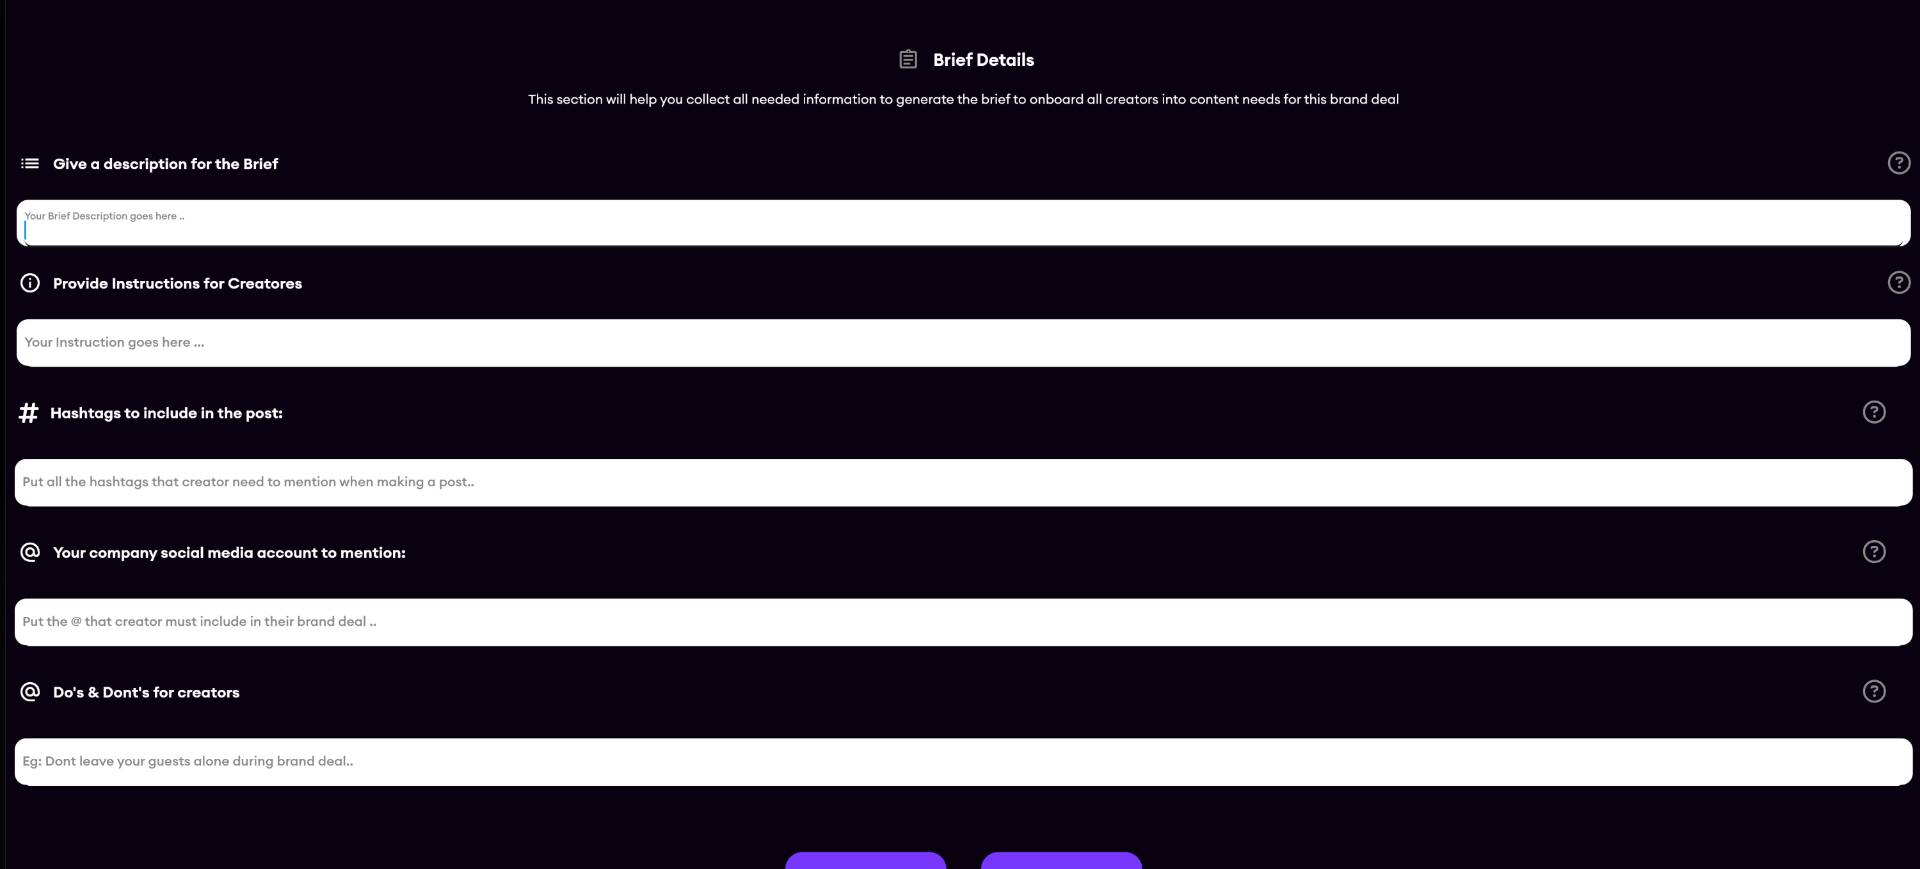 Brief Details
This section will help you collect all needed information to generate the brief to onboard all creators into content needs for this brand deal
Give a description for the Brief
Your Brief Description goes here ..
Provide Instructions for Creatores
Your Instruction goes here ...
# Hashtags to include in the post:
Put all the hashtags that creator need to mention when making a post..
@ Your company social media account to mention:
Put the @ that creator must include in their brand deal ..
@ Do's & Dont's for creators
Eg: Dont leave your guests alone during brand deal..